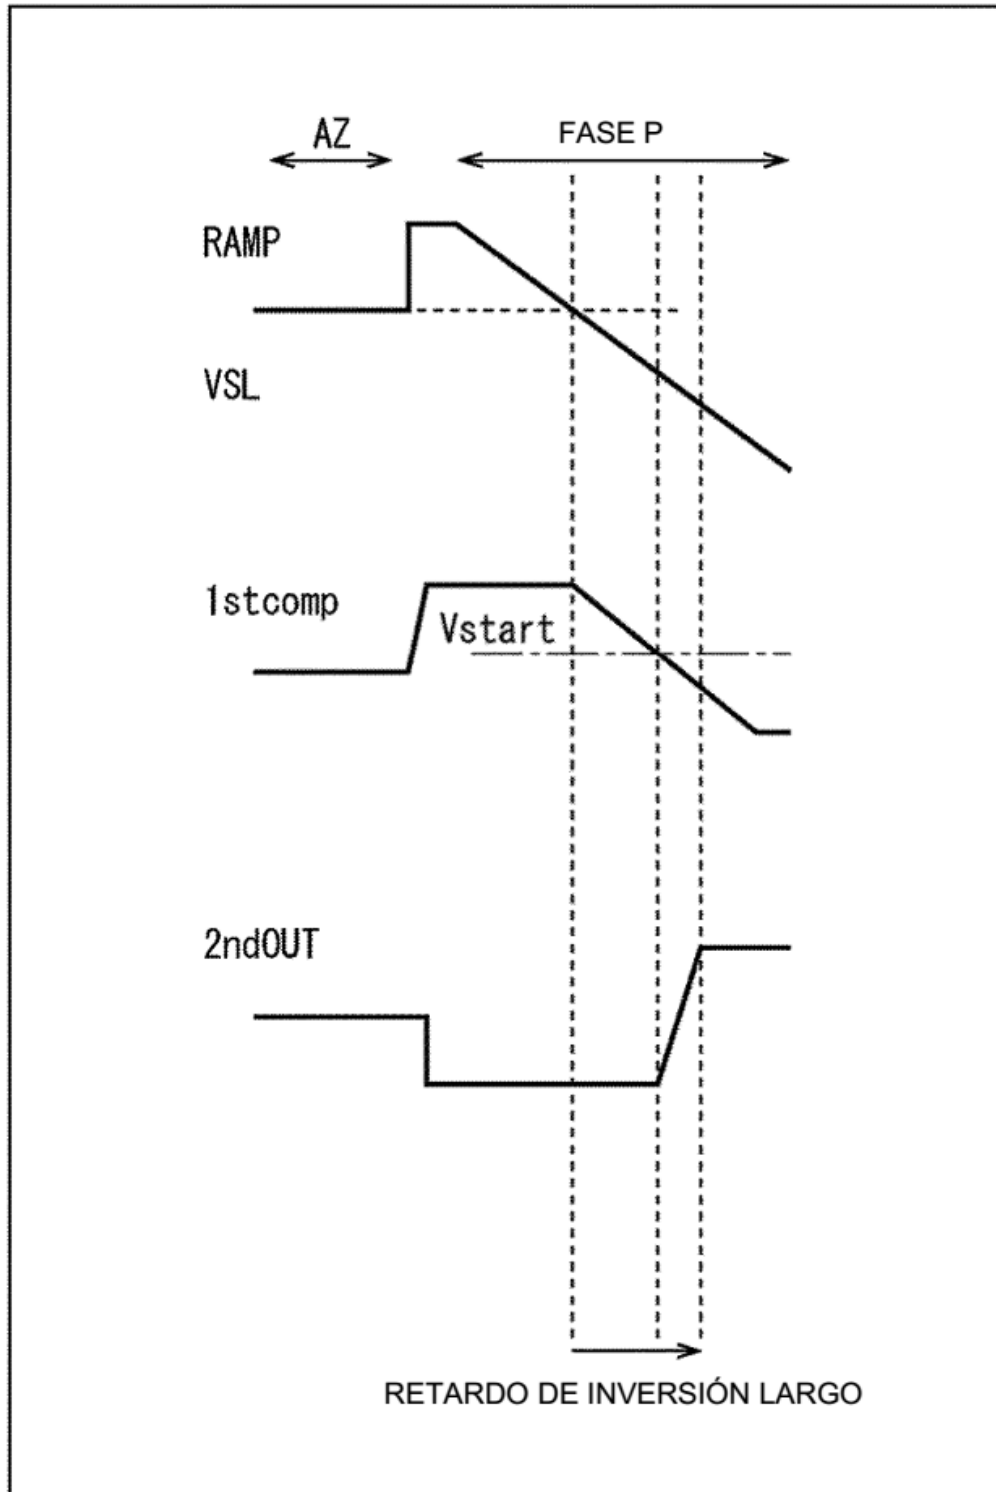 AZ
FASE P
RAMP
VSL
1stcomp
Vstart
2ndOUT
RETARDO DE INVERSIÓN LARGO